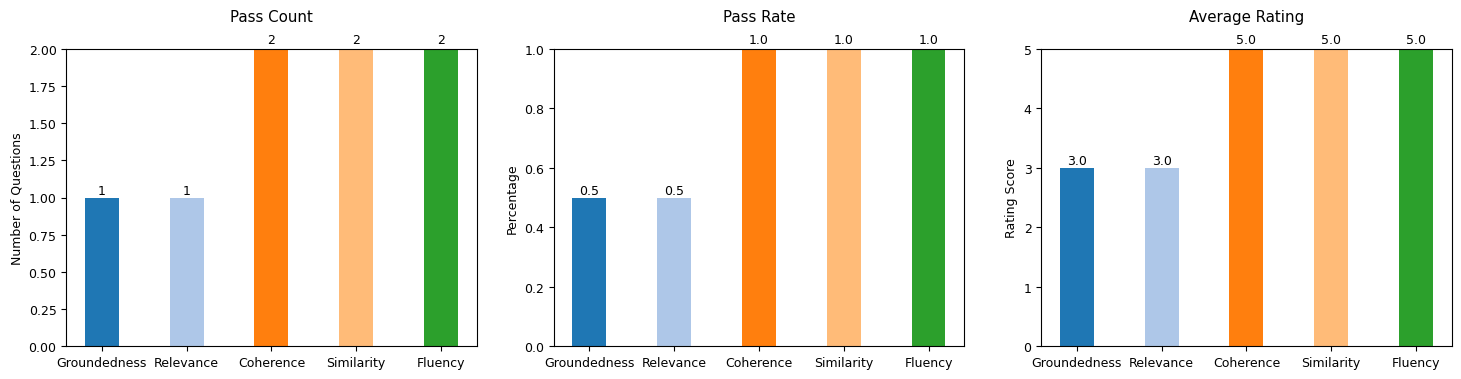 Pass Count
2 2 2
2.00
1.75
1.50
1.25
1 1
1.00
0.75
0.50
0.25
0.00
Number of Questions
Groundedness Relevance Coherence Similarity Fluency
Pass Rate
1.0 1.0 1.0
1.0
0.8
0.6
0.5 0.5
0.4
0.2
0.0
Percentage
Groundedness Relevance Coherence Similarity Fluency
Average Rating
5.0 5.0 5.0
5
4
3.0 3.0
3
2
1
0
Rating Score
Groundedness Relevance Coherence Similarity Fluency